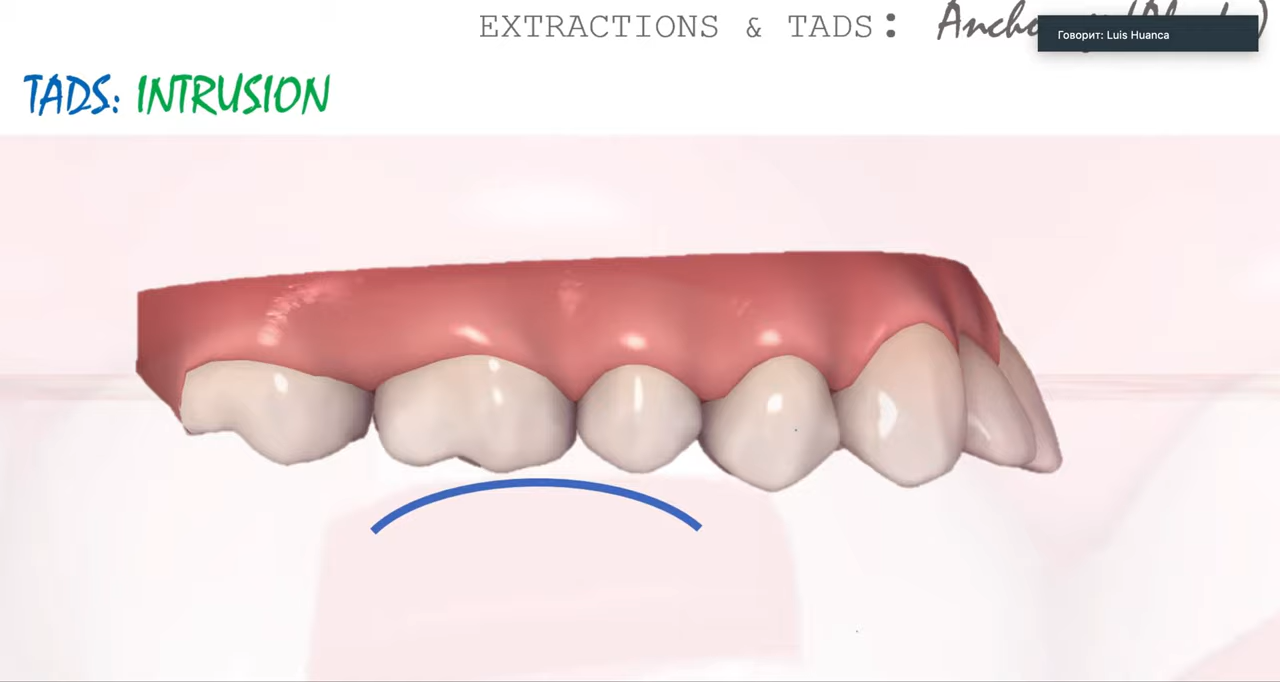 EXTRACTIONS & TADS:
Говорит: Luis Huanca
TADS: INTRUSION